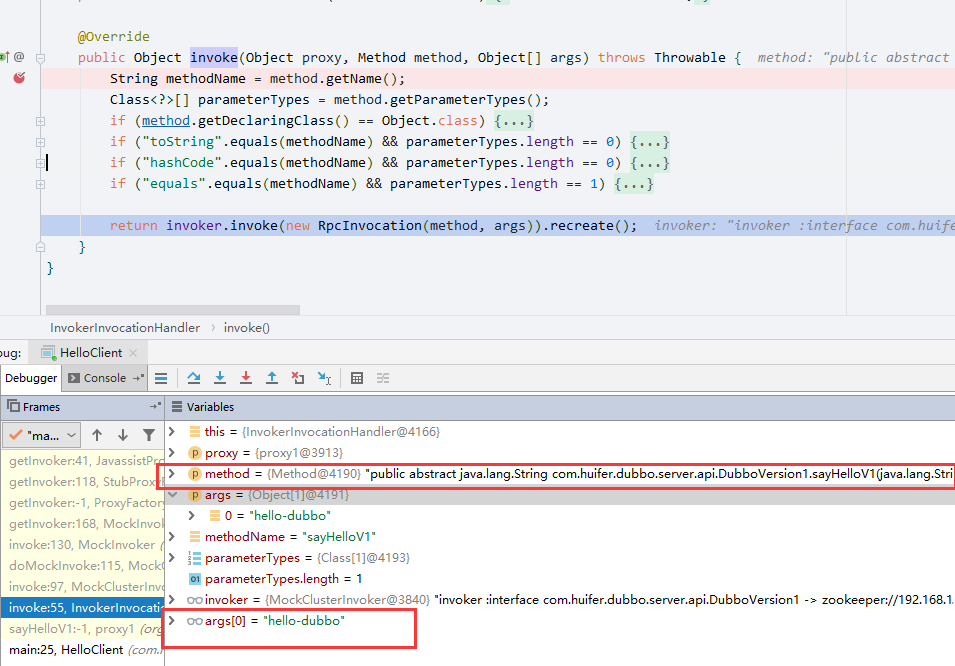 @Override
public Object invoke(Object proxy, Method method, Object[] args) throws Throwable {  method: "public abstract
String methodName = method.getName();
Class<?>[] parameterTypes = method.getParameterTypes();
if (method.getDeclaringClass() == Object.class) {...}
if ("toString".equals(methodName) && parameterTypes.length == 0) {...}
if ("hashCode".equals(methodName) && parameterTypes.length == 0) {...}
if ("equals".equals(methodName) && parameterTypes.length == 1) {...}
return invoker.invoke(new RpcInvocation(method, args)).recreate();  invoker: "invoker :interface com.huife
}
}
InvokerInvocationHandler > invoke()
bug: HelloClient ×
Debugger Console
Frames
Variables
"ma...
getInvoker:41, JavassistPro
getInvoker:118, StubProxyF
getInvoker:-1, ProxyFactory
getInvoker:168, MockInvok
invoke:130, MockInvoker (
doMockInvoke:115, MockC
invoke:97, MockClusterInv
invoke:55, InvokerInvocatio
sayHelloV1:-1, proxy1 (org
main:25, HelloClient (com.
this = {InvokerInvocationHandler@4166}
proxy = {proxy1@3913}
method = {Method@4190} "public abstract java.lang.String com.huifer.dubbo.server.api.DubboVersion1.sayHelloV1(java.lang.Stri
args = {Object[1]@4191}
0 = "hello-dubbo"
methodName = "sayHelloV1"
parameterTypes = {Class[1]@4193}
parameterTypes.length = 1
invoker = {MockClusterInvoker@3840} "invoker :interface com.huifer.dubbo.server.api.DubboVersion1 -> zookeeper://192.168.1.
args[0] = "hello-dubbo"